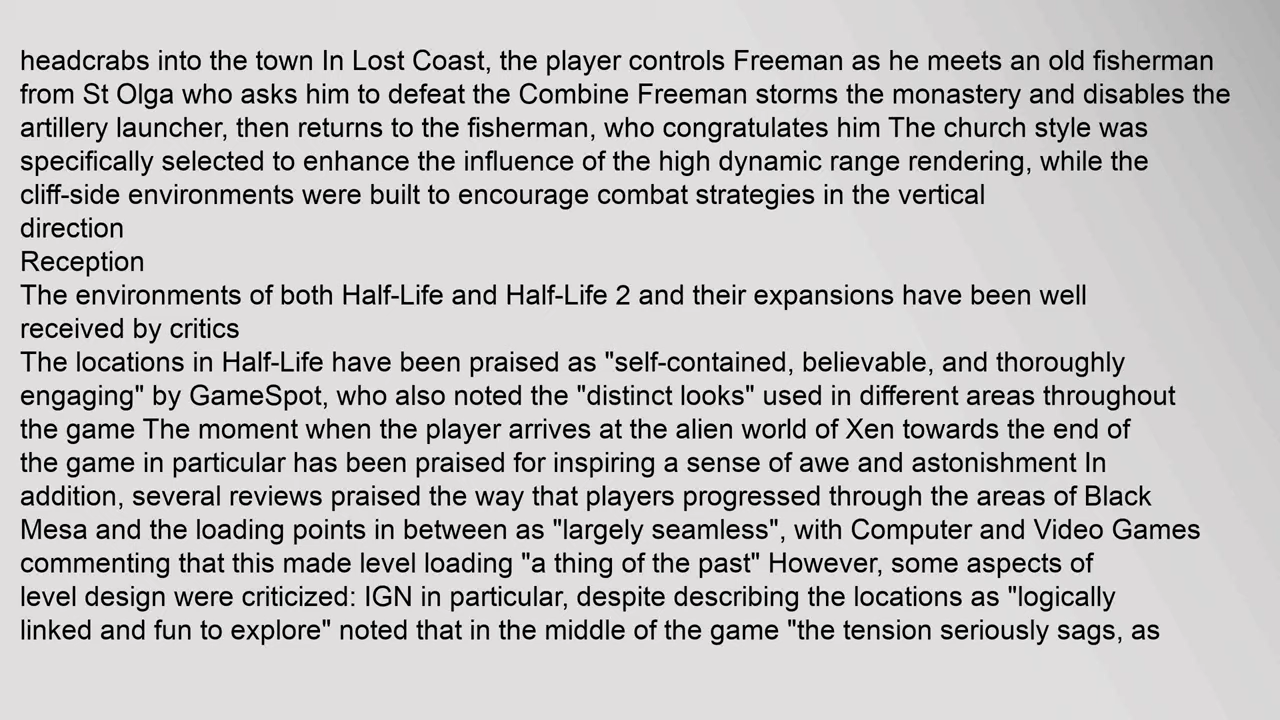 headcrabs into the town In Lost Coast, the player controls Freeman as he meets an old fisherman
from St Olga who asks him to defeat the Combine Freeman storms the monastery and disables the
artillery launcher, then returns to the fisherman, who congratulates him The church style was
specifically selected to enhance the influence of the high dynamic range rendering, while the
cliff-side environments were built to encourage combat strategies in the vertical
direction
Reception
The environments of both Half-Life and Half-Life 2 and their expansions have been well
received by critics
The locations in Half-Life have been praised as "self-contained, believable, and thoroughly
engaging" by GameSpot, who also noted the "distinct looks" used in different areas throughout
the game The moment when the player arrives at the alien world of Xen towards the end of
the game in particular has been praised for inspiring a sense of awe and astonishment In
addition, several reviews praised the way that players progressed through the areas of Black
Mesa and the loading points in between as "largely seamless", with Computer and Video Games
commenting that this made level loading "a thing of the past" However, some aspects of
level design were criticized: IGN in particular, despite describing the locations as "logically
linked and fun to explore" noted that in the middle of the game "the tension seriously sags, as